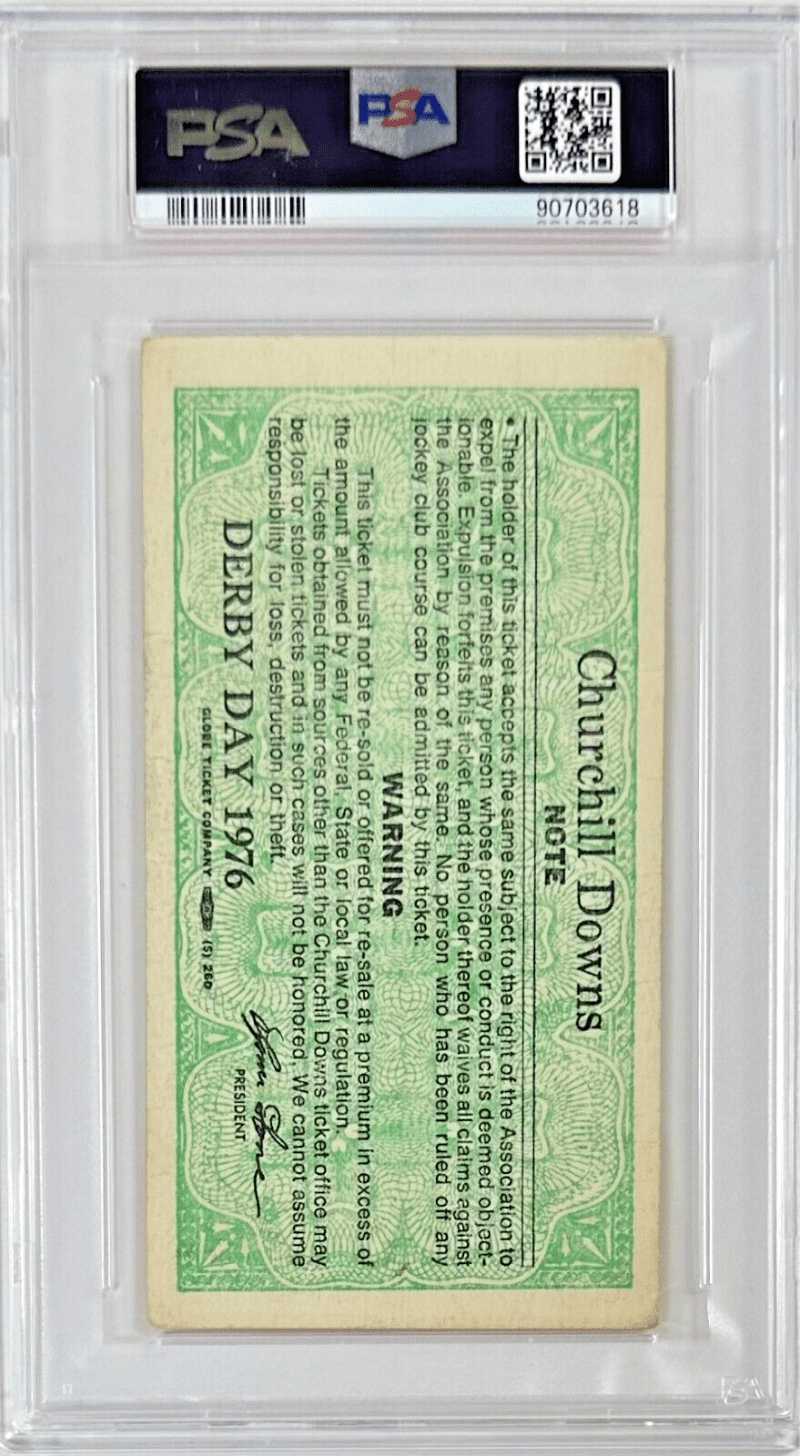 PSA
PSA
90703618
Churchill Downs
NOTE
• The holder of this ticket accepts the same subject to the right of the Association to
expel from the premises any person whose presence or conduct is deemed object-
ionable. Expulsion forfeits this ticket, and the holder thereof waives all claims against
the Association by reason of the same. No person who has been ruled off any
jockey club course can be admitted by this ticket.
WARNING
This ticket must not be re-sold or offered for re-sale at a premium in excess of
the amount allowed by any Federal, State or local law or regulation.
Tickets obtained from sources other than the Churchill Downs ticket office may
be lost or stolen tickets and in such cases will not be honored. We cannot assume
responsibility for loss, destruction or theft.
DERBY DAY 1976
PRESIDENT
GLOBE TICKET COMPANY (5) 260
PSA